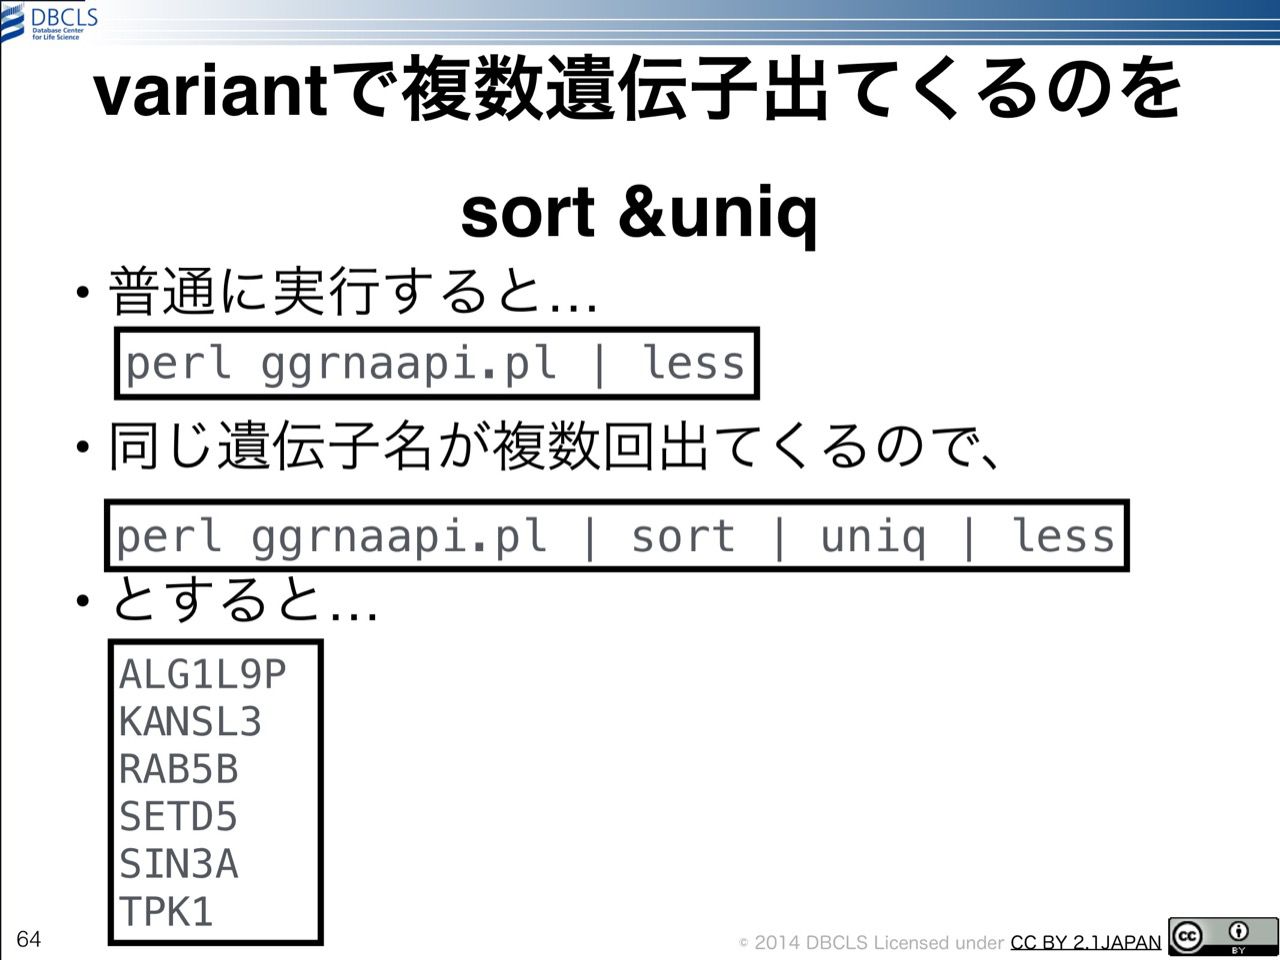 DBCLS
Database Center
for Life Science
variantで複数遺伝子出てくるのを
sort &uniq
• 普通に実行すると…
perl ggrnaapi.pl | less
• 同じ遺伝子名が複数回出てくるので、
perl ggrnaapi.pl | sort | uniq | less
• とすると…
ALG1L9P
KANSL3
RAB5B
SETD5
SIN3A
TPK1
64
© 2014 DBCLS Licensed under CC BY 2.1JAPAN
cc
BY